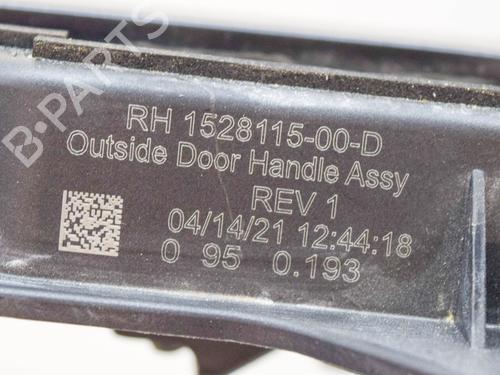 B-PARTS
RH 1528115-00-D
Outside Door Handle Assy
REV 1
04/14/21 12:44:18
0 95 0.193